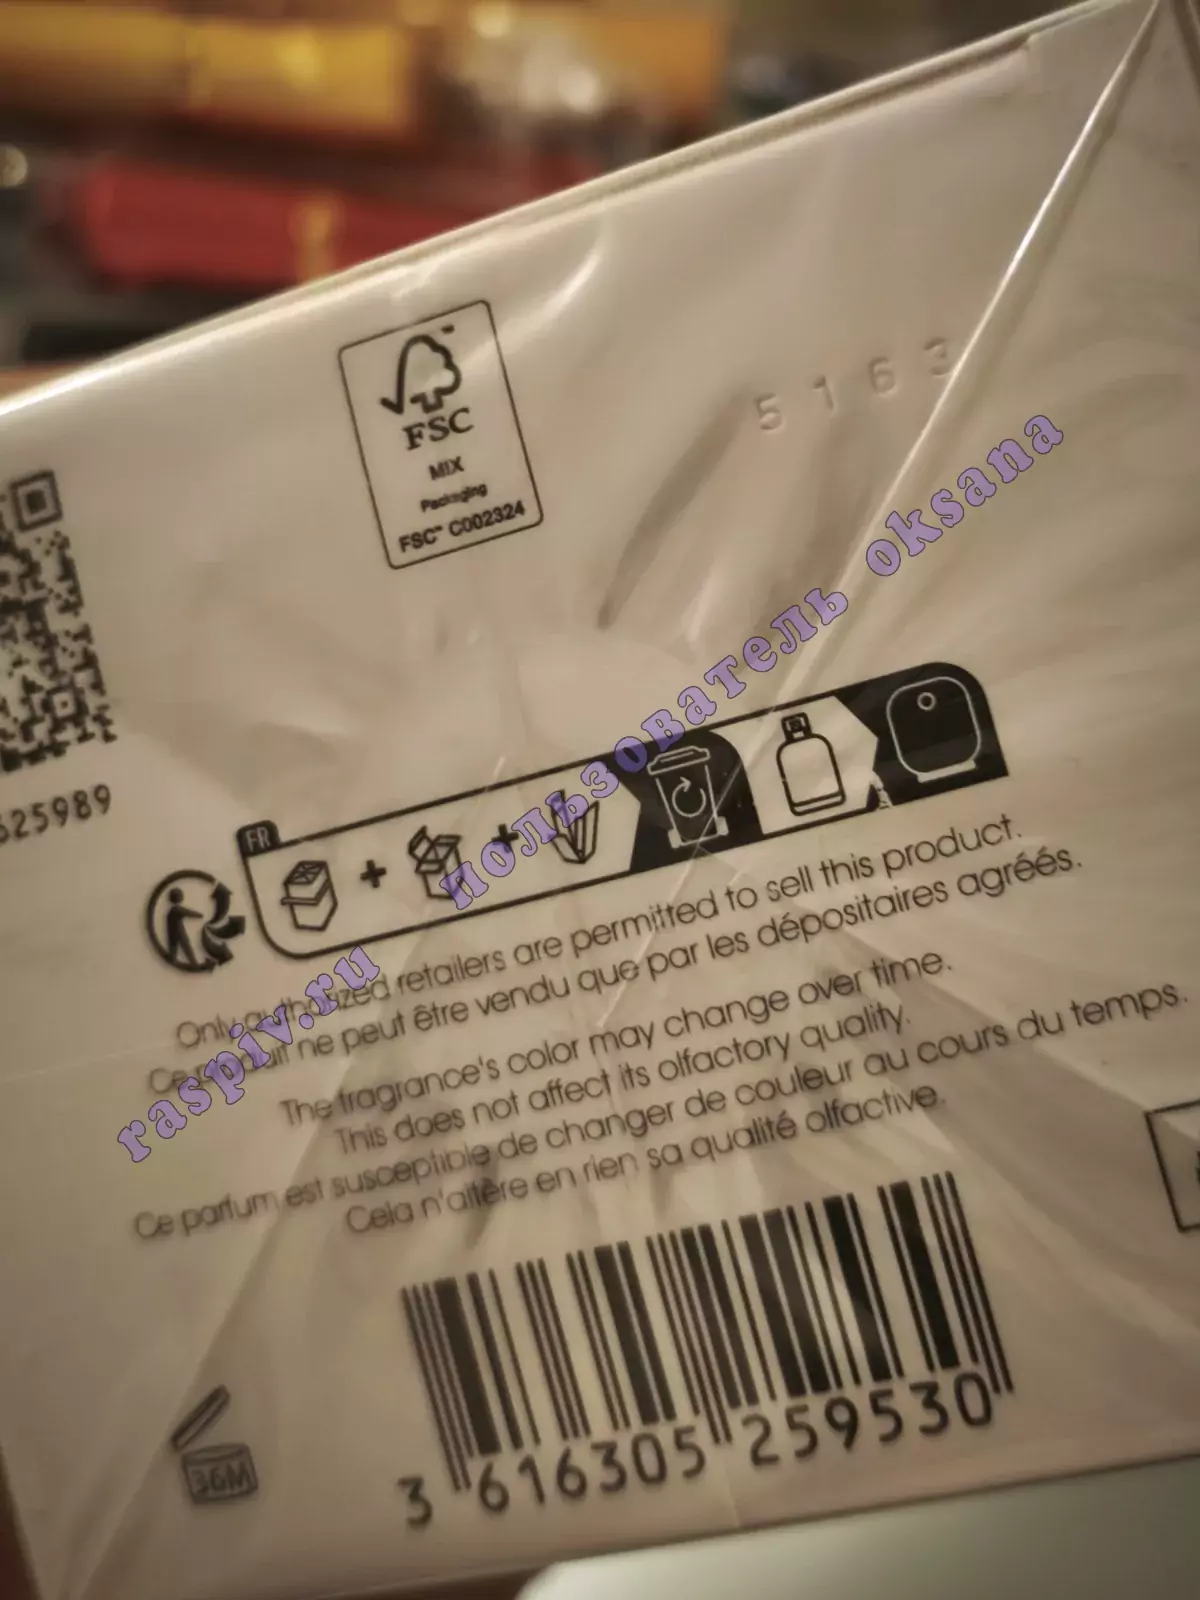 FSC
MIX
Packaging
FSC™ C002324
5163
625989
FR
Only authorized retailers are permitted to sell this product.
Ce produit ne peut être vendu que par les dépositaires agréés.
The fragrance's color may change over time.
This does not affect its olfactory quality.
Ce parfum est susceptible de changer de couleur au cours du temps.
Cela n'altère en rien sa qualité olfactive.
36M
3 616305 259530
raspiv.ru пользователь oksana